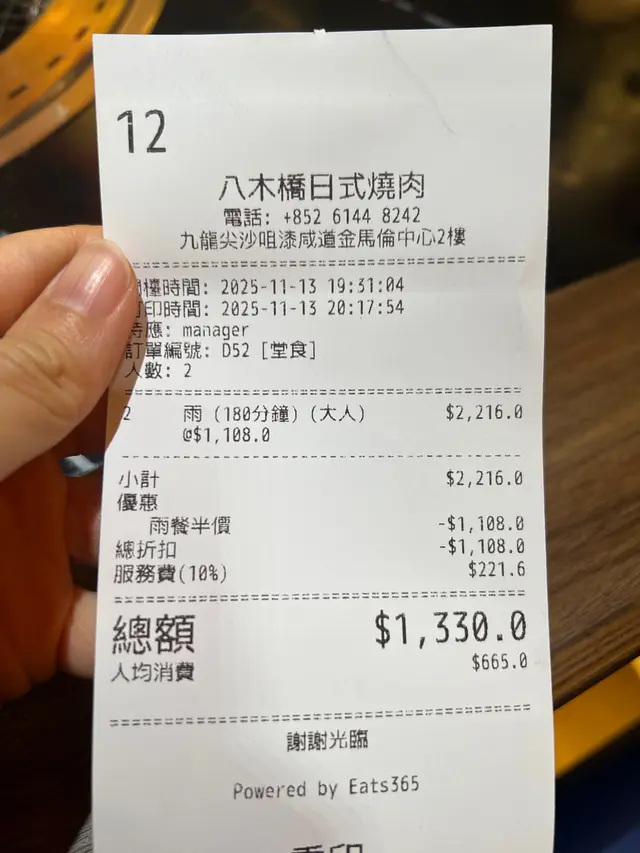 12
八木橋日式燒肉
電話: +852 6144 8242
九龍尖沙咀漆咸道金馬倫中心2樓
檯時間: 2025-11-13 19:31:04
印時間: 2025-11-13 20:17:54
待應: manager
訂單編號: D52 [堂食]
人數: 2
2 雨 (180分鐘) (大人) $2,216.0
@$1,108.0
小計 $2,216.0
優惠
雨餐半價 -$1,108.0
總折扣 -$1,108.0
服務費(10%) $221.6
總額 $1,330.0
人均消費 $665.0
謝謝光臨
Powered by Eats365